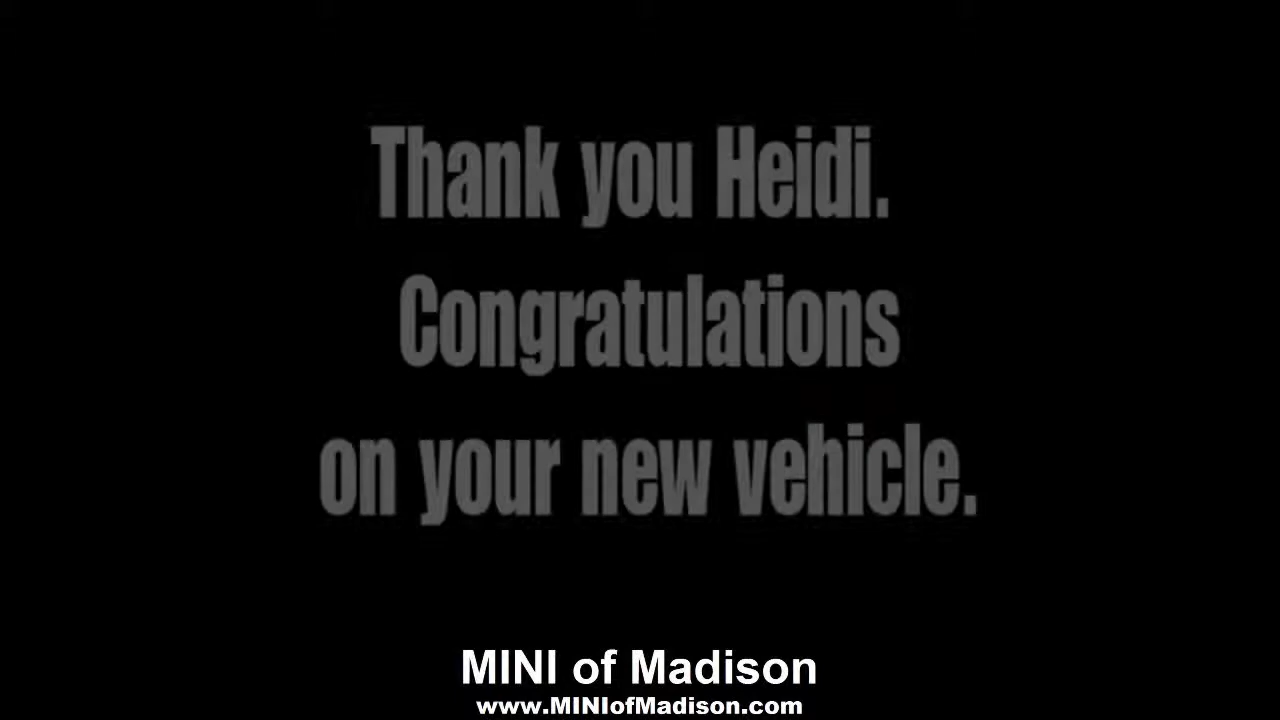 Thank you Heidi.
Congratulations
on your new vehicle.
MINI of Madison
www.MINIofMadison.com